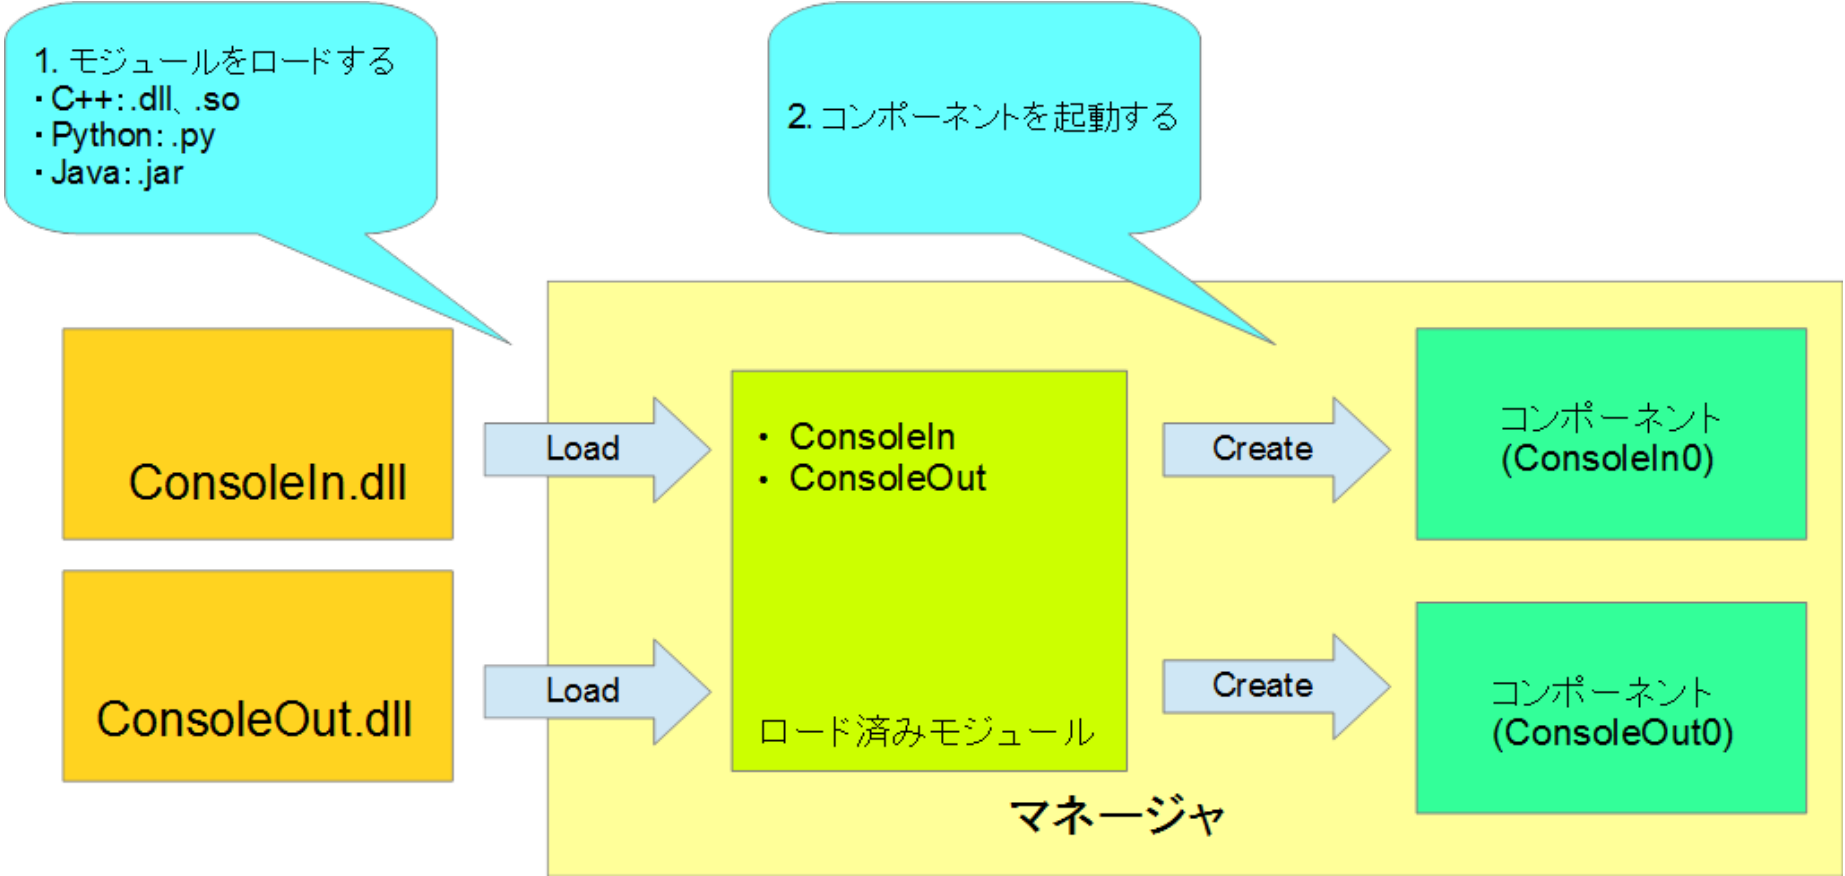 1. モジュールをロードする
・C++：.dll、.so
・Python：.py
・Java：.jar
2. コンポーネントを起動する
ConsoleIn.dll
Load
・ ConsoleIn
・ ConsoleOut
Create
コンポーネント
(ConsoleIn0)
ConsoleOut.dll
Load
ロード済みモジュール
Create
コンポーネント
(ConsoleOut0)
マネージャ